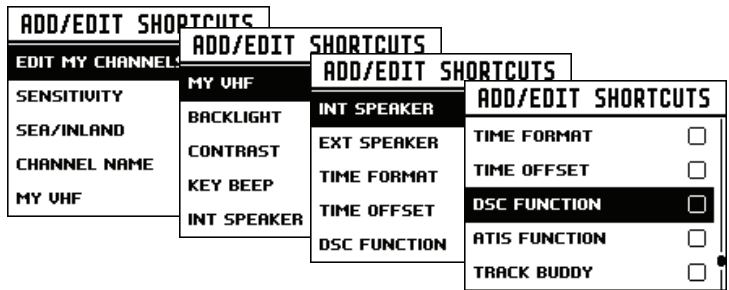 ADD/EDIT SHORTCUTS
EDIT MY CHANNELS
SENSITIVITY
SEA/INLAND
CHANNEL NAME
MY VHF
ADD/EDIT SHORTCUTS
MY VHF
BACKLIGHT
CONTRAST
KEY BEEP
INT SPEAKER
ADD/EDIT SHORTCUTS
INT SPEAKER
EXT SPEAKER
TIME FORMAT
TIME OFFSET
DSC FUNCTION
ADD/EDIT SHORTCUTS
TIME FORMAT
TIME OFFSET
DSC FUNCTION
ATIS FUNCTION
TRACK BUDDY